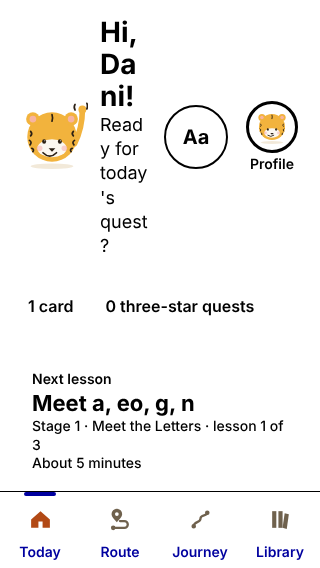 Hi,
Da
ni!
Read
y for
today
's
quest
?
Aa
Profile
1 card
0 three-star quests
Next lesson
Meet a, eo, g, n
Stage 1 · Meet the Letters · lesson 1 of
3
About 5 minutes
Today
Route
Journey
Library